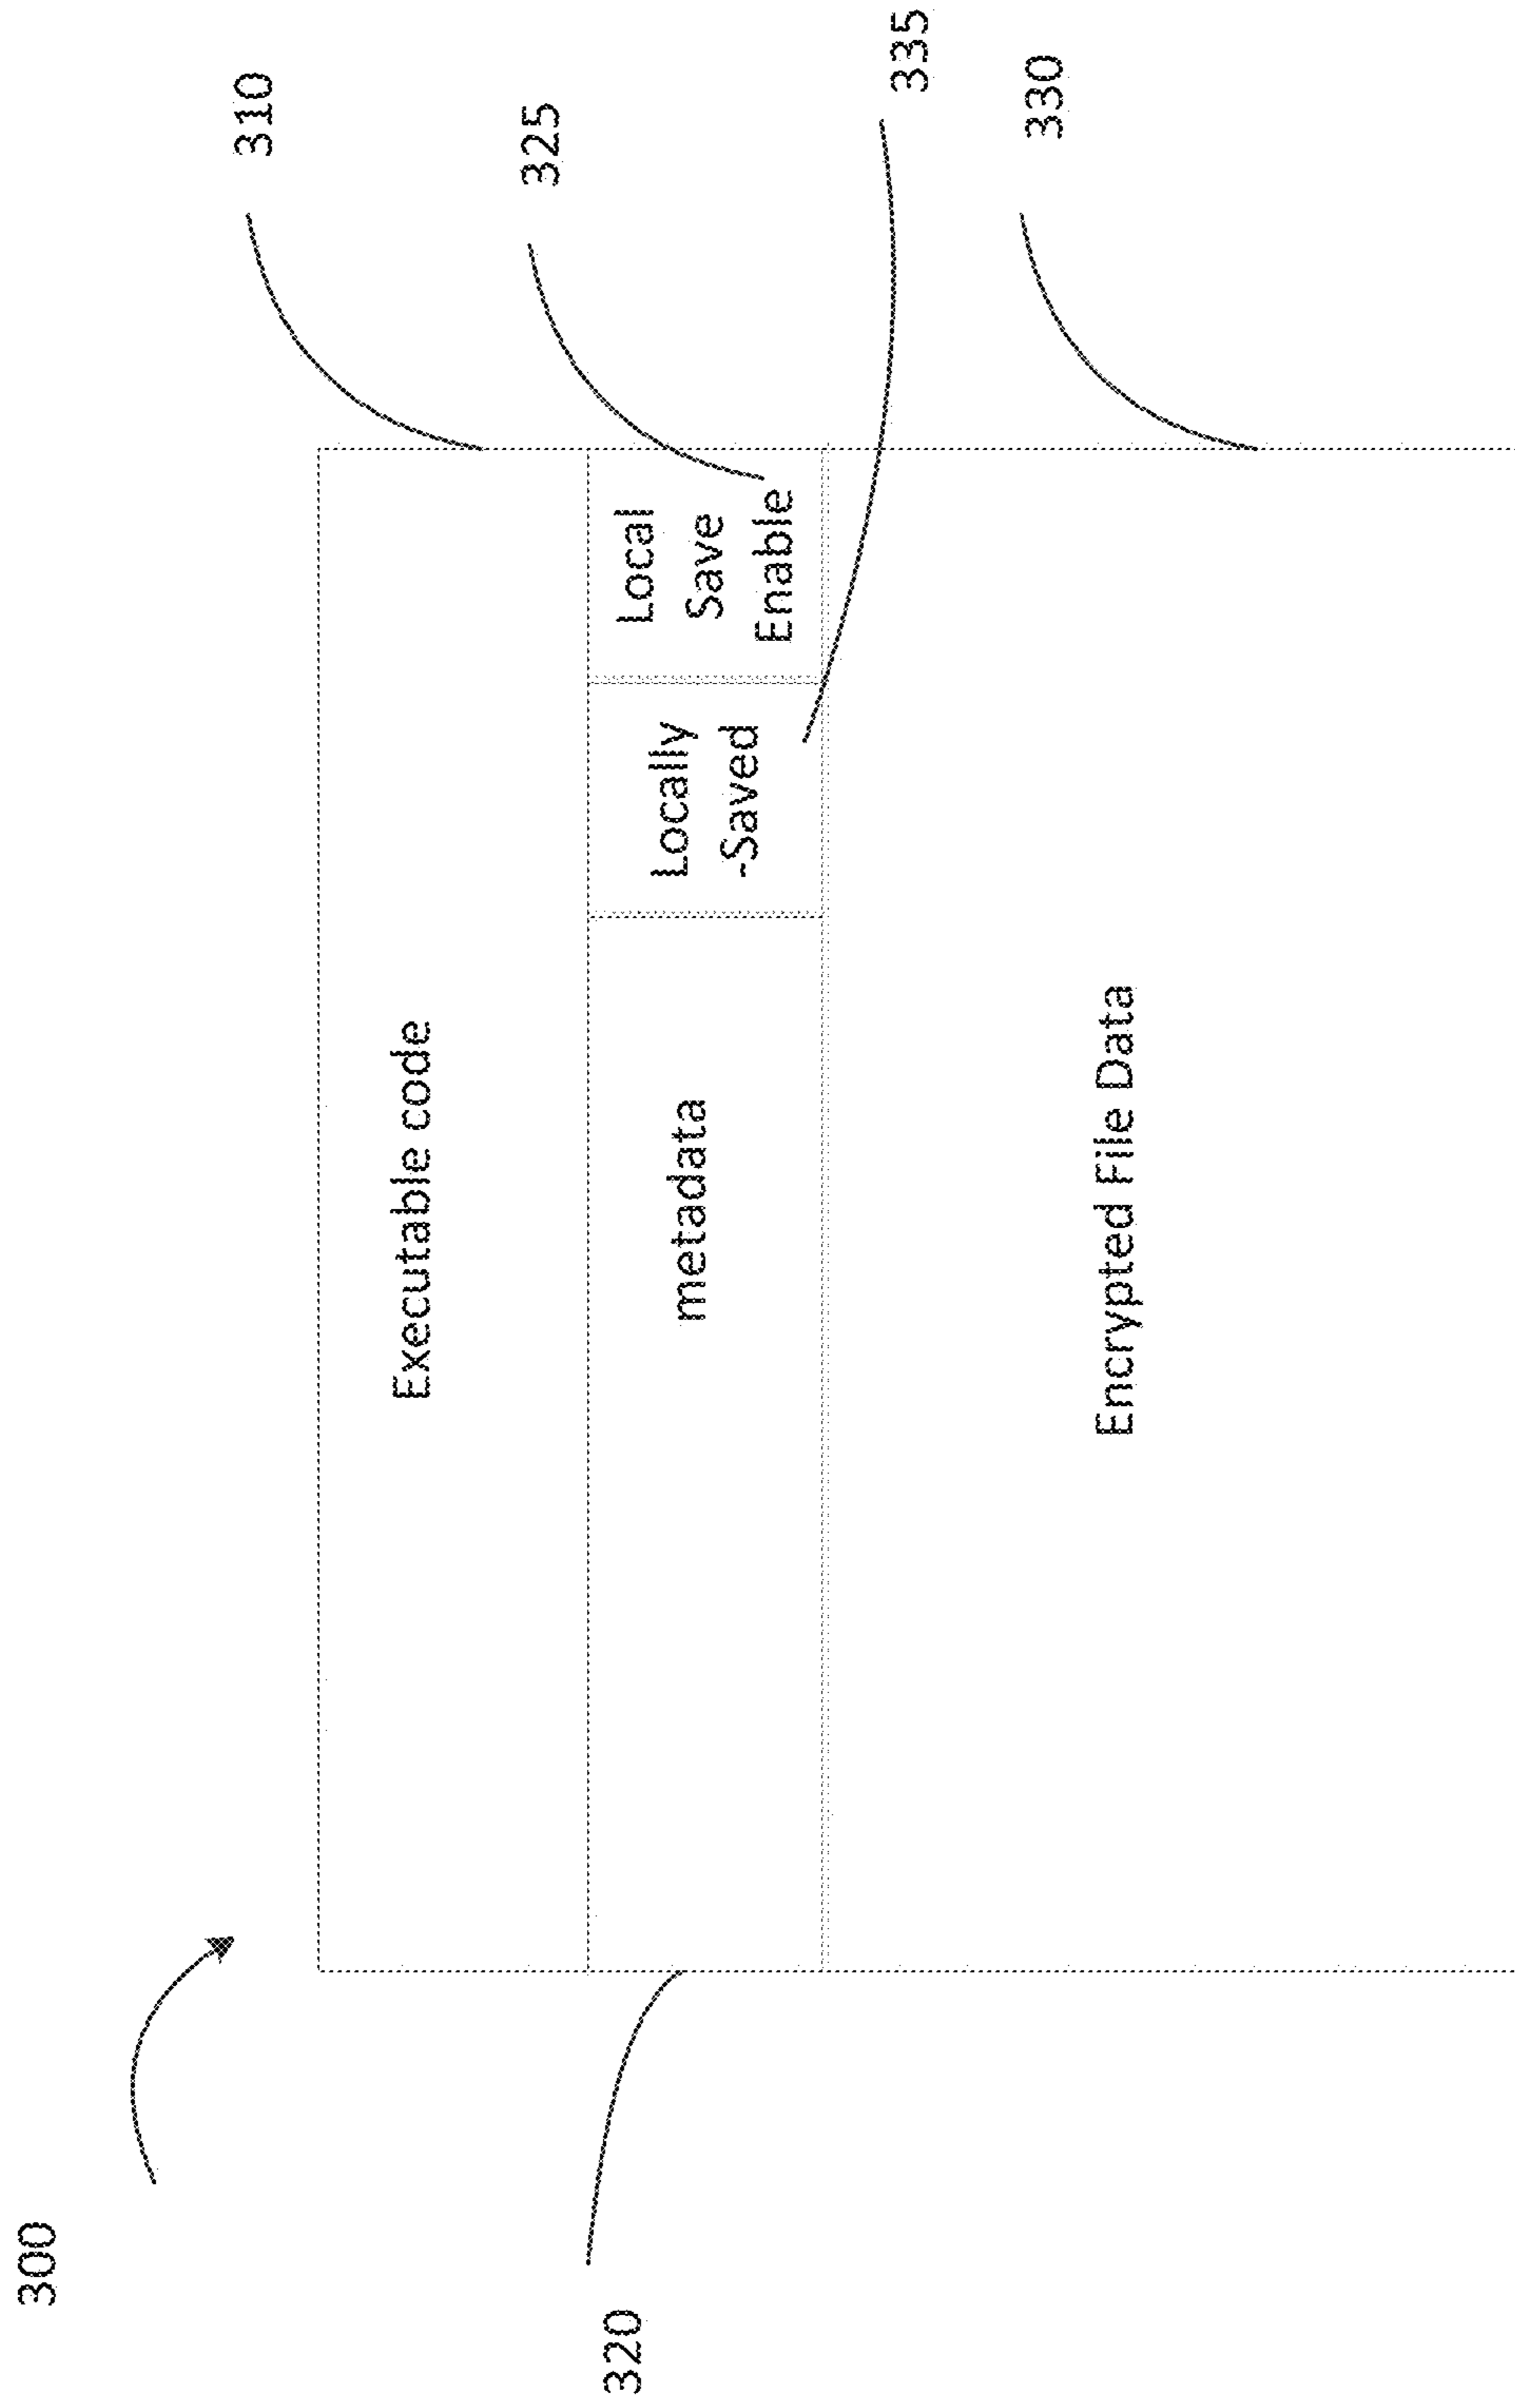 300
310
Executable code
325
320
metadata
Locally
-Saved
Local
Save
Enable
335
330
Encrypted File Data